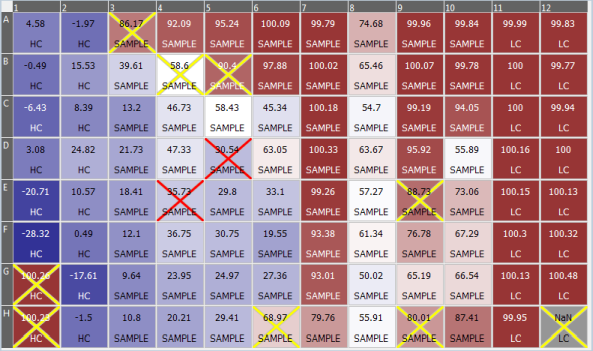 1 2 3 4 5 6 7 8 9 10 11 12
A 4.58 -1.97 86.17 92.09 95.24 100.09 99.79 74.68 99.96 99.84 99.99 99.83
HC HC SAMPLE SAMPLE SAMPLE SAMPLE SAMPLE SAMPLE SAMPLE SAMPLE LC LC
B -0.49 15.53 39.61 58.6 90.4 97.88 100.02 65.46 100.07 99.78 100 99.77
HC HC SAMPLE SAMPLE SAMPLE SAMPLE SAMPLE SAMPLE SAMPLE SAMPLE LC LC
C -6.43 8.39 13.2 46.73 58.43 45.34 100.18 54.7 99.19 94.05 100 99.94
HC HC SAMPLE SAMPLE SAMPLE SAMPLE SAMPLE SAMPLE SAMPLE SAMPLE LC LC
D 3.08 24.82 21.73 47.33 30.54 63.05 100.33 63.67 95.92 55.89 100.16 100
HC HC SAMPLE SAMPLE SAMPLE SAMPLE SAMPLE SAMPLE SAMPLE SAMPLE LC LC
E -20.71 10.57 18.41 35.73 29.8 33.1 99.26 57.27 88.73 73.06 100.15 100.13
HC HC SAMPLE SAMPLE SAMPLE SAMPLE SAMPLE SAMPLE SAMPLE SAMPLE LC LC
F -28.32 0.49 12.1 36.75 30.75 19.55 93.38 61.34 76.78 67.29 100.3 100.32
HC HC SAMPLE SAMPLE SAMPLE SAMPLE SAMPLE SAMPLE SAMPLE SAMPLE LC LC
G -17.61 9.64 23.95 24.97 27.36 93.01 50.02 65.19 66.54 100.13 100.48
HC HC SAMPLE SAMPLE SAMPLE SAMPLE SAMPLE SAMPLE SAMPLE SAMPLE LC LC
H -1.5 10.8 20.21 29.41 68.97 79.76 55.91 80.01 87.41 99.95 NaN
HC HC SAMPLE SAMPLE SAMPLE SAMPLE SAMPLE SAMPLE SAMPLE SAMPLE LC LC